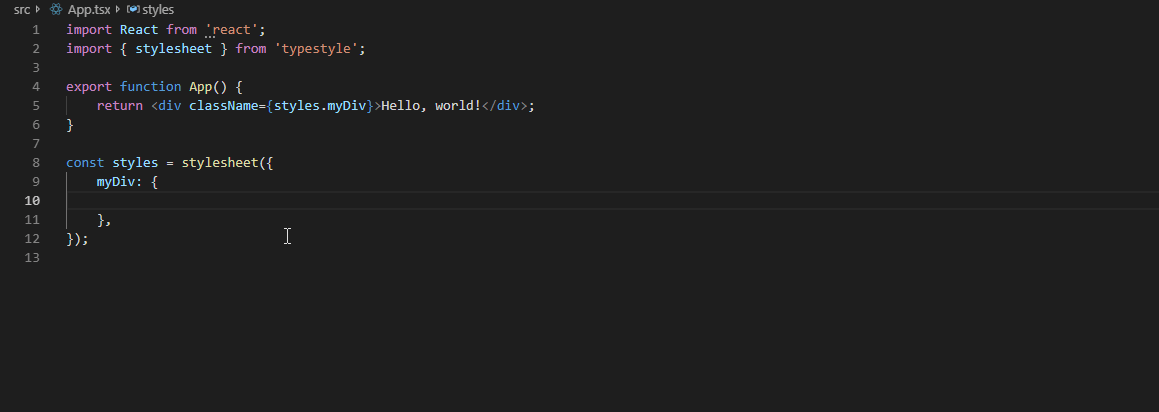 src App.tsx styles
1 import React from 'react';
2 import { stylesheet } from 'typestyle';
3
4 export function App() {
5     return <div className={styles.myDiv}>Hello, world!</div>;
6 }
7
8 const styles = stylesheet({
9     myDiv: {
10
11     },
12 });
13